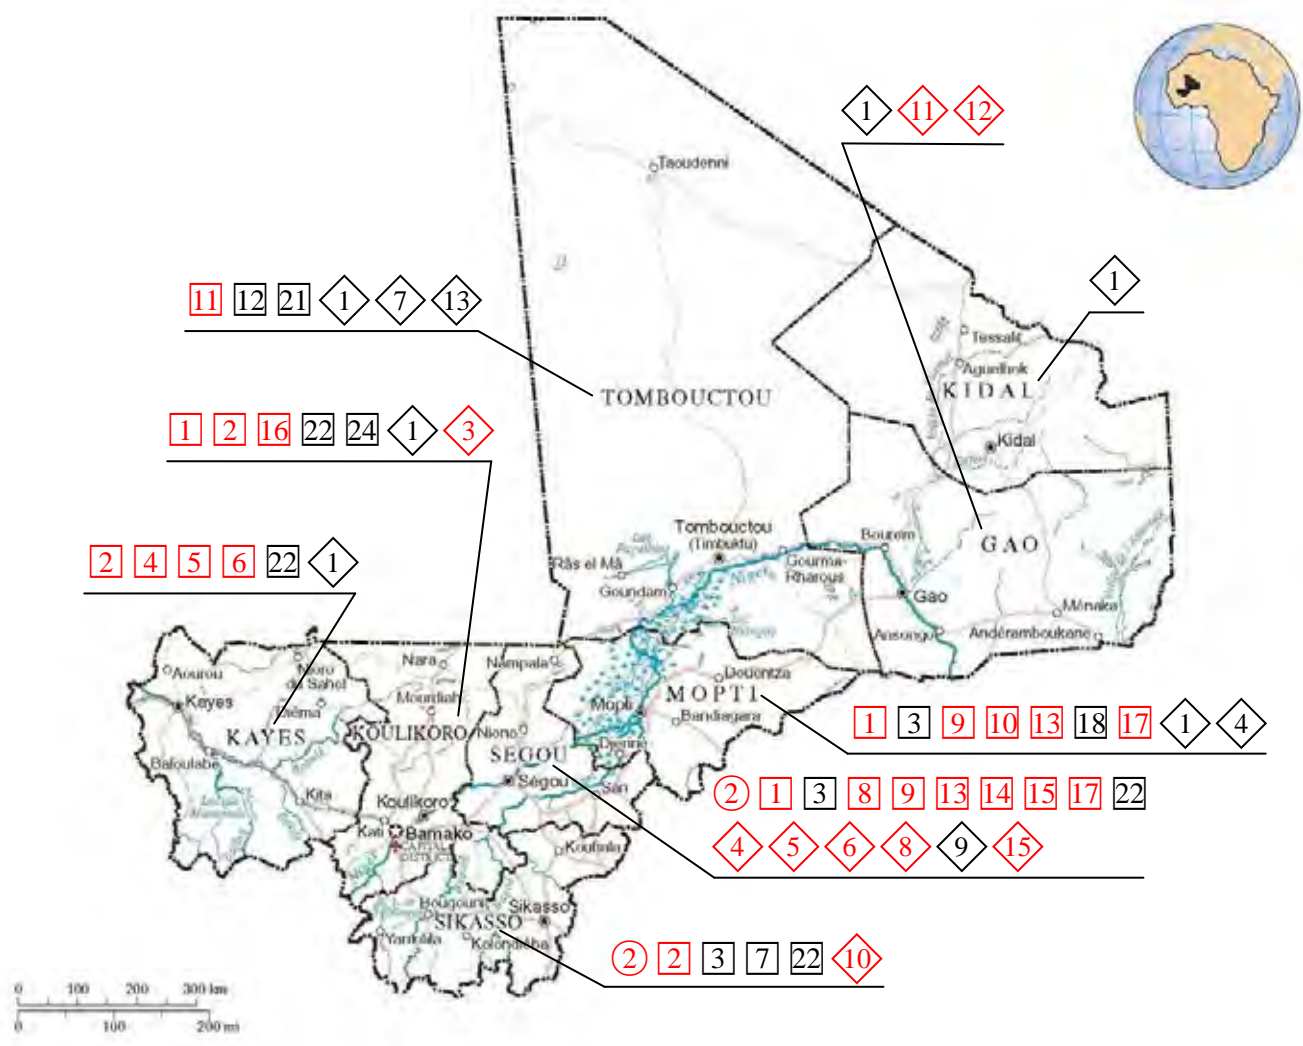 1 11 12
Taoudenni
1
11 12 21 1 7 13
Tessalit
Aguelhok
KIDAL
TOMBOUCTOU
1 2 16 22 24 1 3
Kidal
Tombouctou
(Timbuktu)
Bourem
GAO
2 4 5 6 22 1
Râs el Mâ
Gourma-
Rharous
Niger
Goundam
Gao
Ménaka
Ansongo
Andéramboukane
Nara
Nampala
Aourou
Nioro
du Sahel
Douentza
MOPTI
Kayes
Mourdiah
Mopti
Bandiagara
Diéma
1 3 9 10 13 18 17 1 4
KAYES
KOULIKORO
Niono
SEGOU
Djenné
Bafoulabé
Ségou
San
2 1 3 8 9 13 14 15 17 22
Kita
Koulikoro
Kati
Bamako
CAPITAL
DISTRICT
4 5 6 8 9 15
Koutiala
Bougouni
Sikasso
SIKASSO
Yanfolila
Kolondiéba
2 2 3 7 22 10
0 100 200 300 km
0 100 200 mi